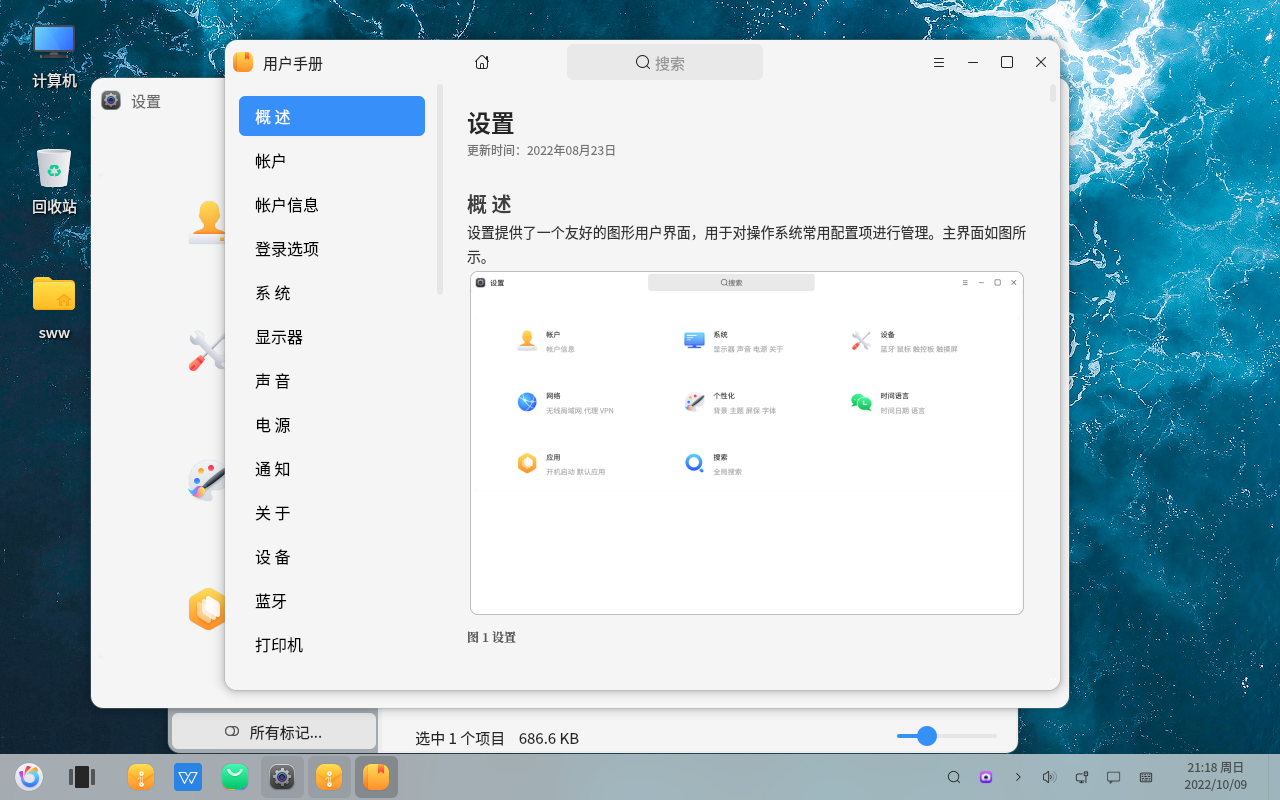 计算机
回收站
sww
设置
用户手册
搜索
概 述
帐户
帐户信息
登录选项
系 统
显示器
声 音
电 源
通 知
关 于
设 备
蓝牙
打印机
设置
更新时间：2022年08月23日
概 述
设置提供了一个友好的图形用户界面，用于对操作系统常用配置项进行管理。主界面如图所
示。
设置
搜索
帐户
帐户信息
系统
显示器 声音 电源 关于
设备
蓝牙 鼠标 触控板 触摸屏
网络
无线局域网 代理 VPN
个性化
背景 主题 屏保 字体
时间语言
时间日期 语言
应用
开机启动 默认应用
搜索
全局搜索
图 1 设置
所有标记...
选中 1 个项目 686.6 KB
21:18 周日
2022/10/09